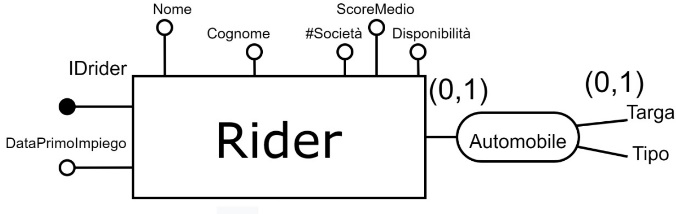 Nome
ScoreMedio
Cognome
#Società
Disponibilità
IDrider
(0,1)
(0,1)
Targa
Rider
Automobile
DataPrimoImpiego
Tipo